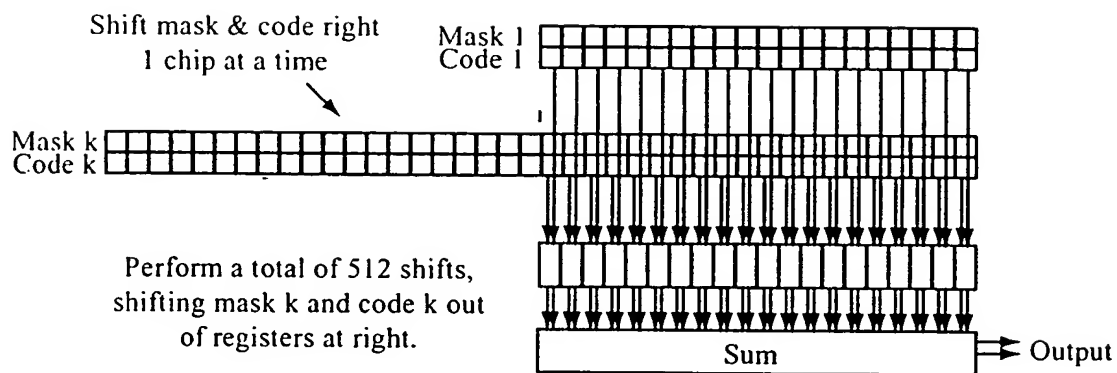 Shift mask & code right
1 chip at a time
Mask 1
Code 1
Mask k
Code k
Perform a total of 512 shifts,
shifting mask k and code k out
of registers at right.
Sum
Output